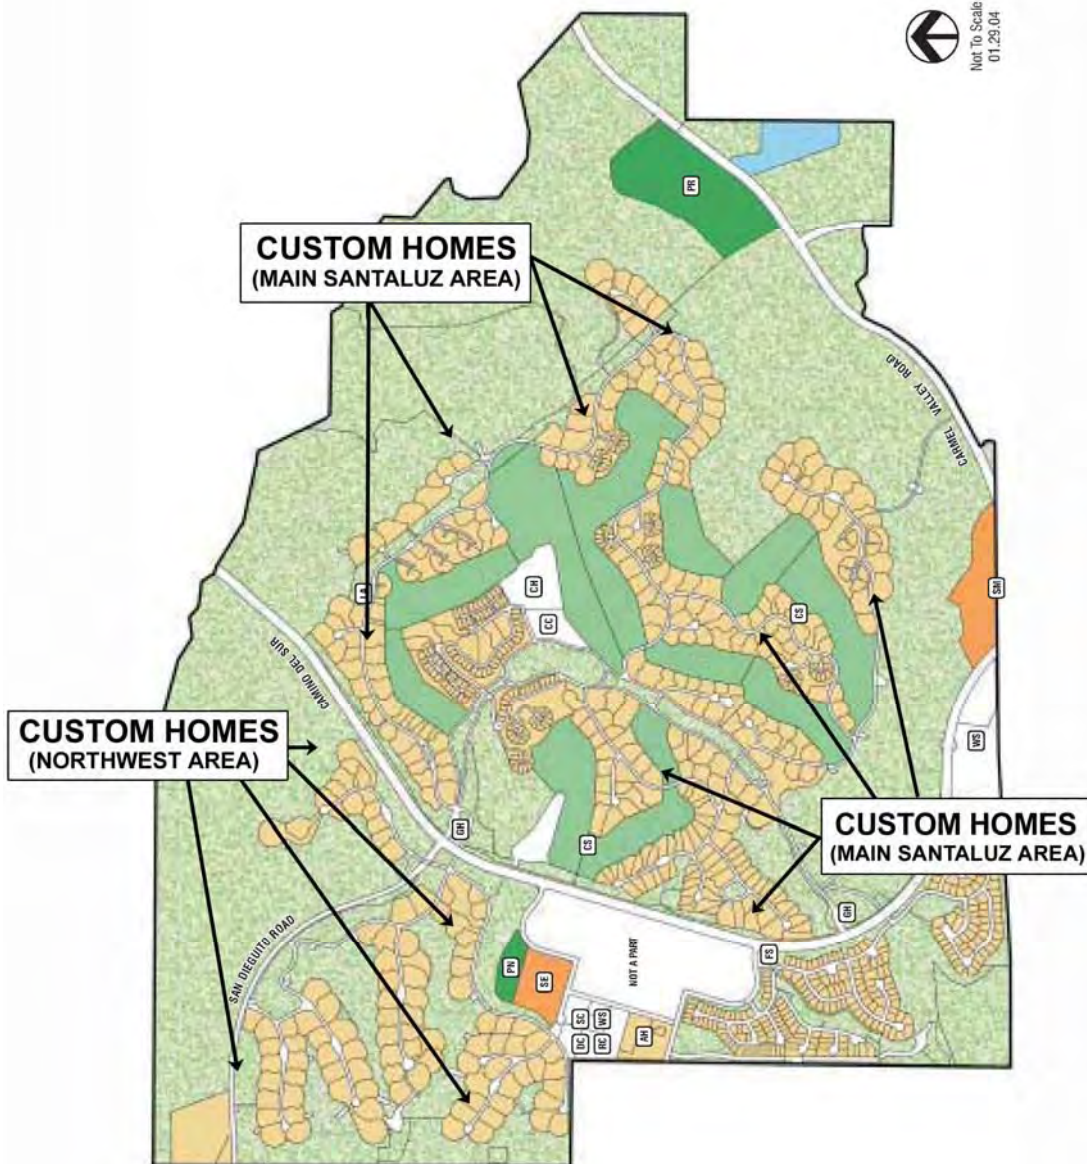 Not To Scale
01.29.04
PR
CUSTOM HOMES
(MAIN SANTALUZ AREA)
CARMEL VALLEY ROAD
CH
LA
CC
CS
SM
CAMINO DEL SUR
CUSTOM HOMES
(NORTHWEST AREA)
WS
GH
CS
CUSTOM HOMES
(MAIN SANTALUZ AREA)
GH
SAN DIEGUITO ROAD
FS
PN
SE
NOT A PART
DC
SC
RC
WS
AH